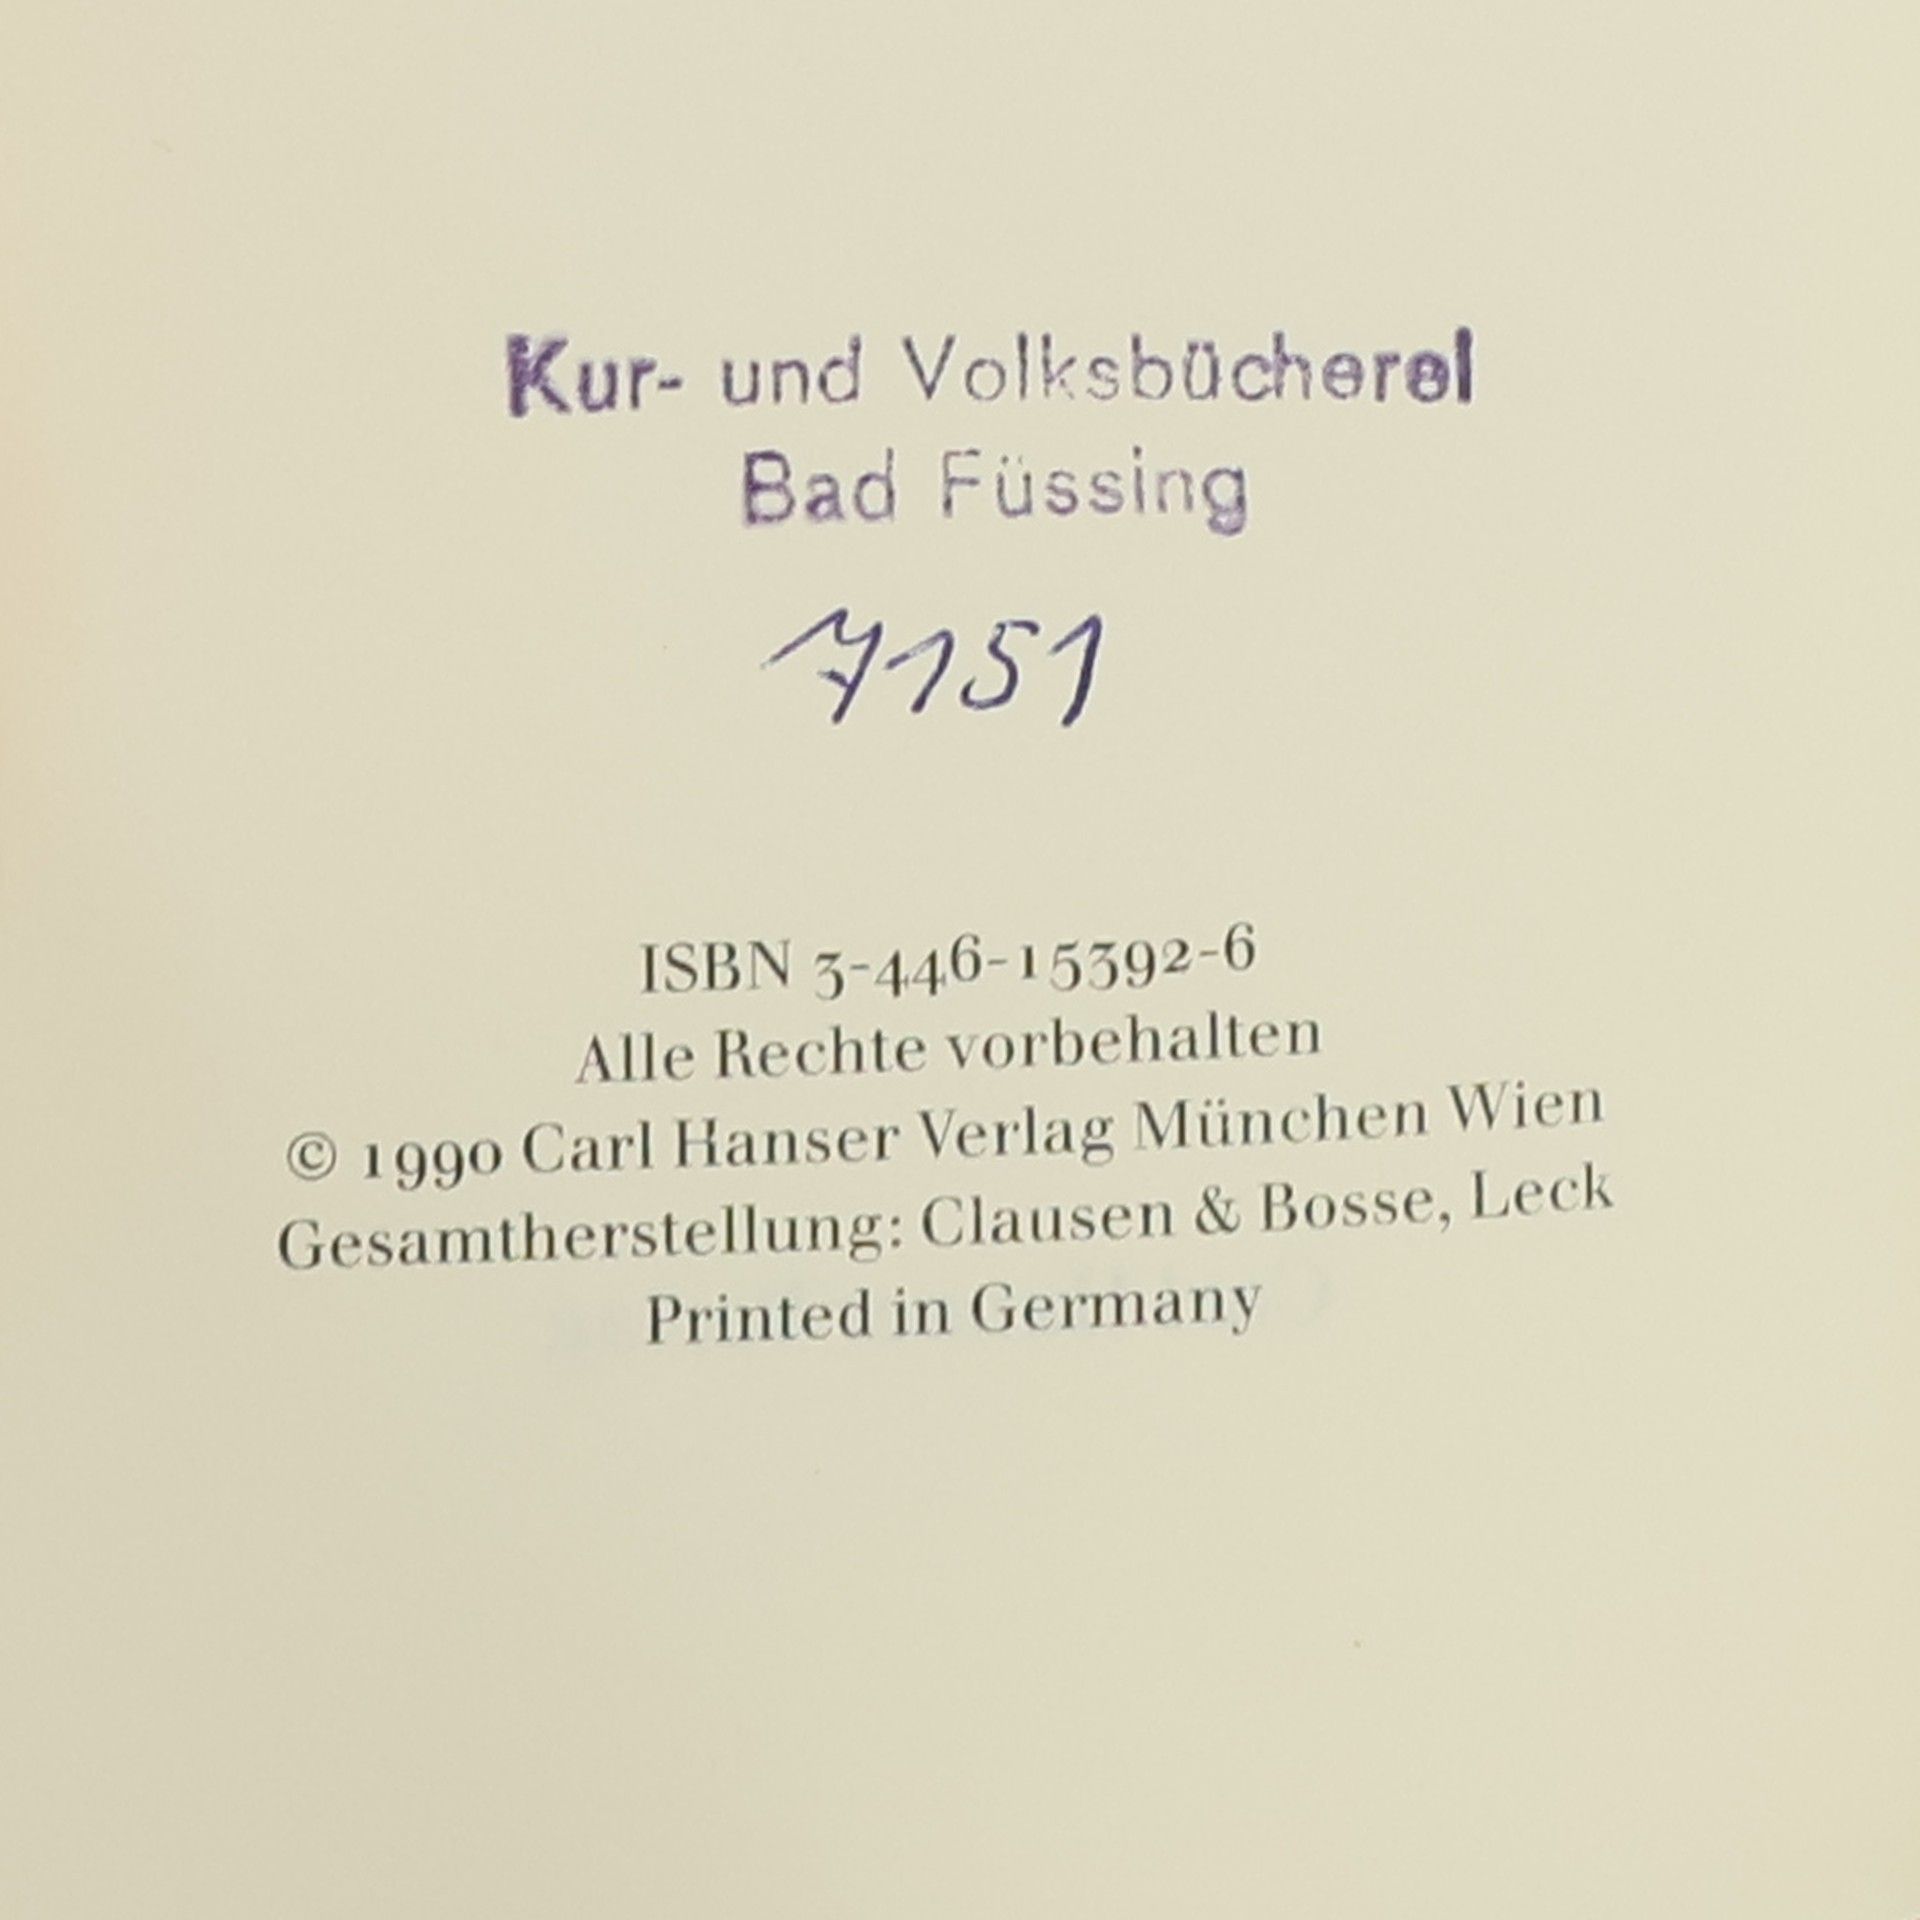 Kur- und Volksbücherei
Bad Füssing
7151
ISBN 3-446-15392-6
Alle Rechte vorbehalten
© 1990 Carl Hanser Verlag München Wien
Gesamtherstellung: Clausen & Bosse, Leck
Printed in Germany